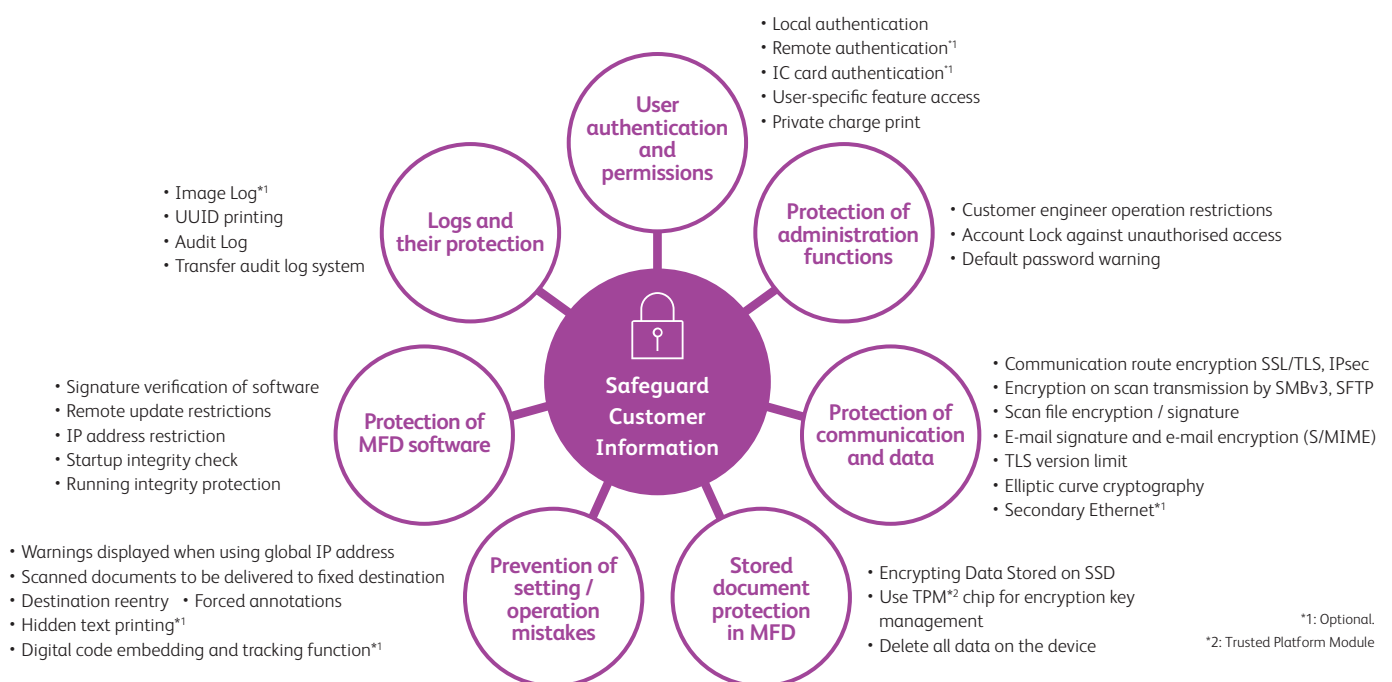 • Local authentication
• Remote authentication*1
• IC card authentication*1
• User-specific feature access
• Private charge print
User
authentication
and
permissions
• Image Log*1
• UUID printing
• Audit Log
• Transfer audit log system
Logs and
their protection
Protection of
administration
functions
• Customer engineer operation restrictions
• Account Lock against unauthorised access
• Default password warning
Safeguard
Customer
Information
• Signature verification of software
• Remote update restrictions
• IP address restriction
• Startup integrity check
• Running integrity protection
Protection of
MFD software
Protection of
communication
and data
• Communication route encryption SSL/TLS, IPsec
• Encryption on scan transmission by SMBv3, SFTP
• Scan file encryption / signature
• E-mail signature and e-mail encryption (S/MIME)
• TLS version limit
• Elliptic curve cryptography
• Secondary Ethernet*1
• Warnings displayed when using global IP address
• Scanned documents to be delivered to fixed destination
• Destination reentry • Forced annotations
• Hidden text printing*1
• Digital code embedding and tracking function*1
Prevention of
setting /
operation
mistakes
Stored
document
protection
in MFD
• Encrypting Data Stored on SSD
• Use TPM*2 chip for encryption key
management
• Delete all data on the device
*1: Optional.
*2: Trusted Platform Module